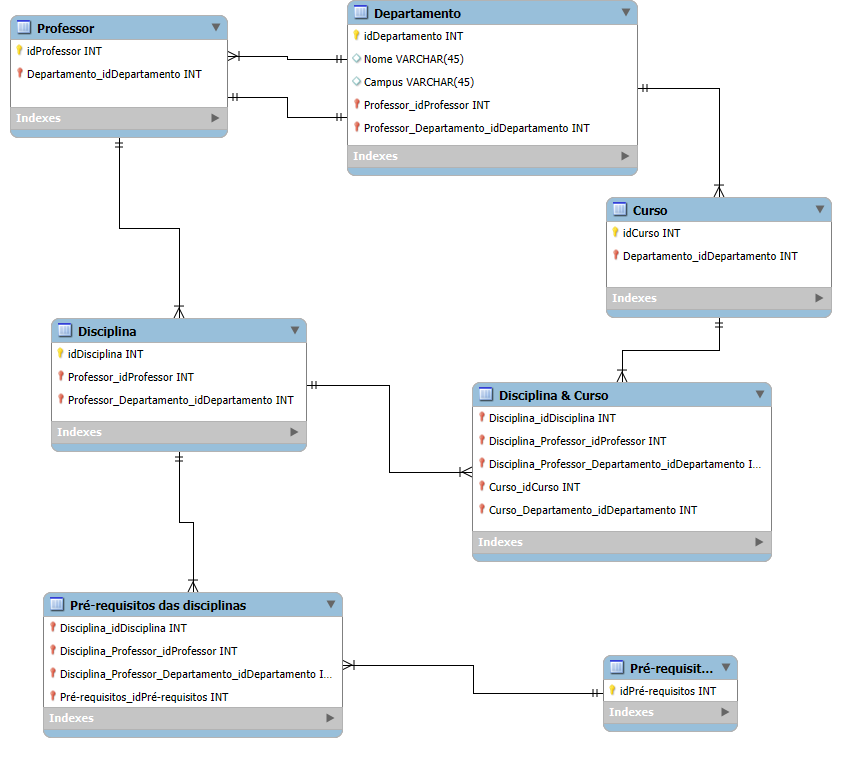 Professor
idProfessor INT
Departamento_idDepartamento INT
Indexes
Departamento
idDepartamento INT
Nome VARCHAR(45)
Campus VARCHAR(45)
Professor_idProfessor INT
Professor_Departamento_idDepartamento INT
Indexes
Curso
idCurso INT
Departamento_idDepartamento INT
Indexes
Disciplina
idDisciplina INT
Professor_idProfessor INT
Professor_Departamento_idDepartamento INT
Indexes
Disciplina & Curso
Disciplina_idDisciplina INT
Disciplina_Professor_idProfessor INT
Disciplina_Professor_Departamento_idDepartamento I...
Curso_idCurso INT
Curso_Departamento_idDepartamento INT
Indexes
Pré-requisitos das disciplinas
Disciplina_idDisciplina INT
Disciplina_Professor_idProfessor INT
Disciplina_Professor_Departamento_idDepartamento I...
Pré-requisitos_idPré-requisitos INT
Indexes
Pré-requisit...
idPré-requisitos INT
Indexes